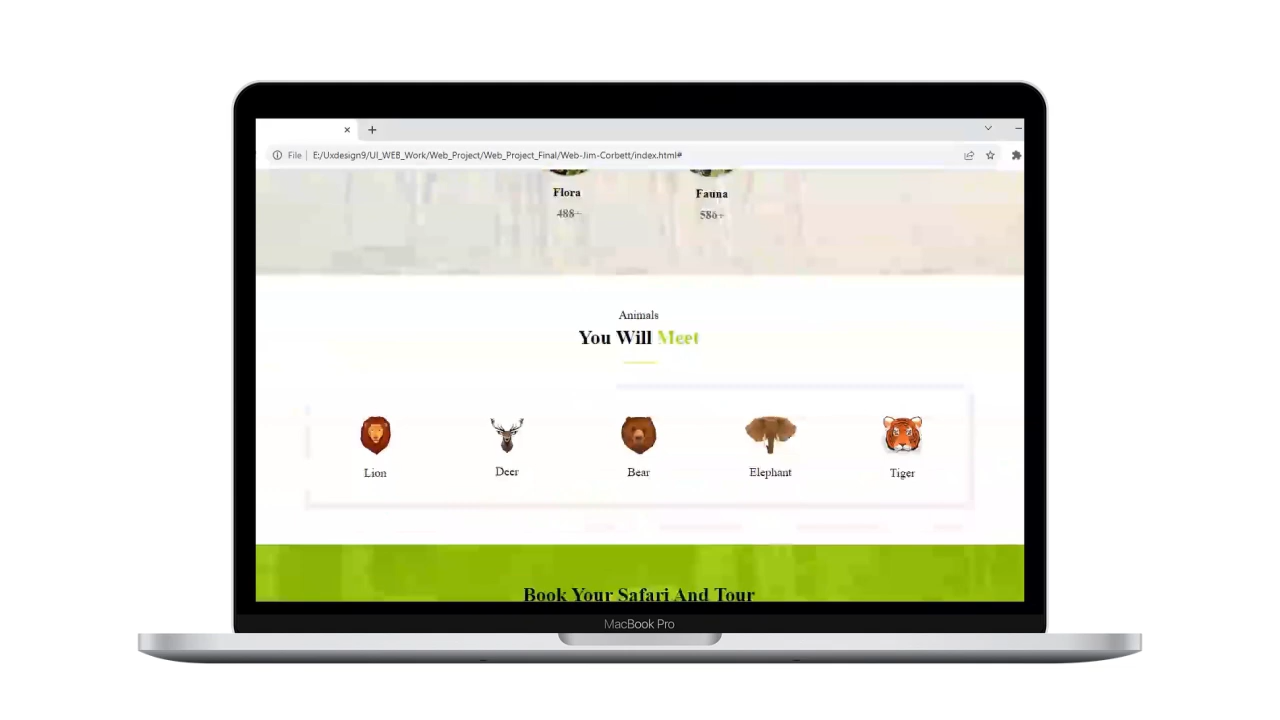 File
E:/Uxdesign9/UI_WEB_Work/Web_Project/Web_Project_Final/Web-Jim-Corbett/index.html#
Flora
Fauna
488+
586+
Animals
You Will Meet
Lion
Deer
Bear
Elephant
Tiger
Book Your Safari And Tour
MacBook Pro